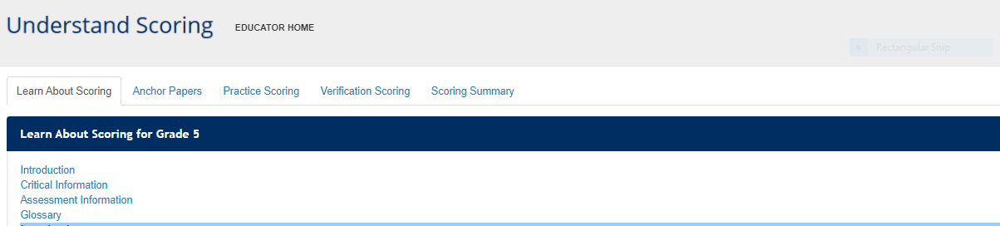 Understand Scoring EDUCATOR HOME
Rectangular Snip
Learn About Scoring Anchor Papers Practice Scoring Verification Scoring Scoring Summary
Learn About Scoring for Grade 5
Introduction
Critical Information
Assessment Information
Glossary